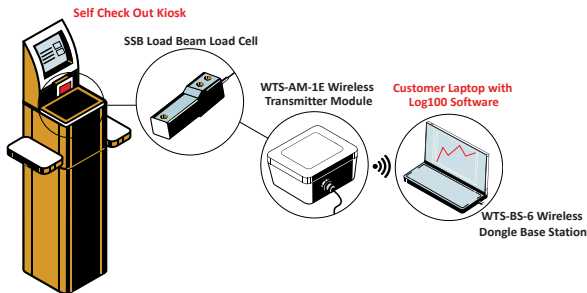 Self Check Out Kiosk
SSB Load Beam Load Cell
WTS-AM-1E Wireless
Transmitter Module
Customer Laptop with
Log100 Software
WTS-BS-6 Wireless
Dongle Base Station